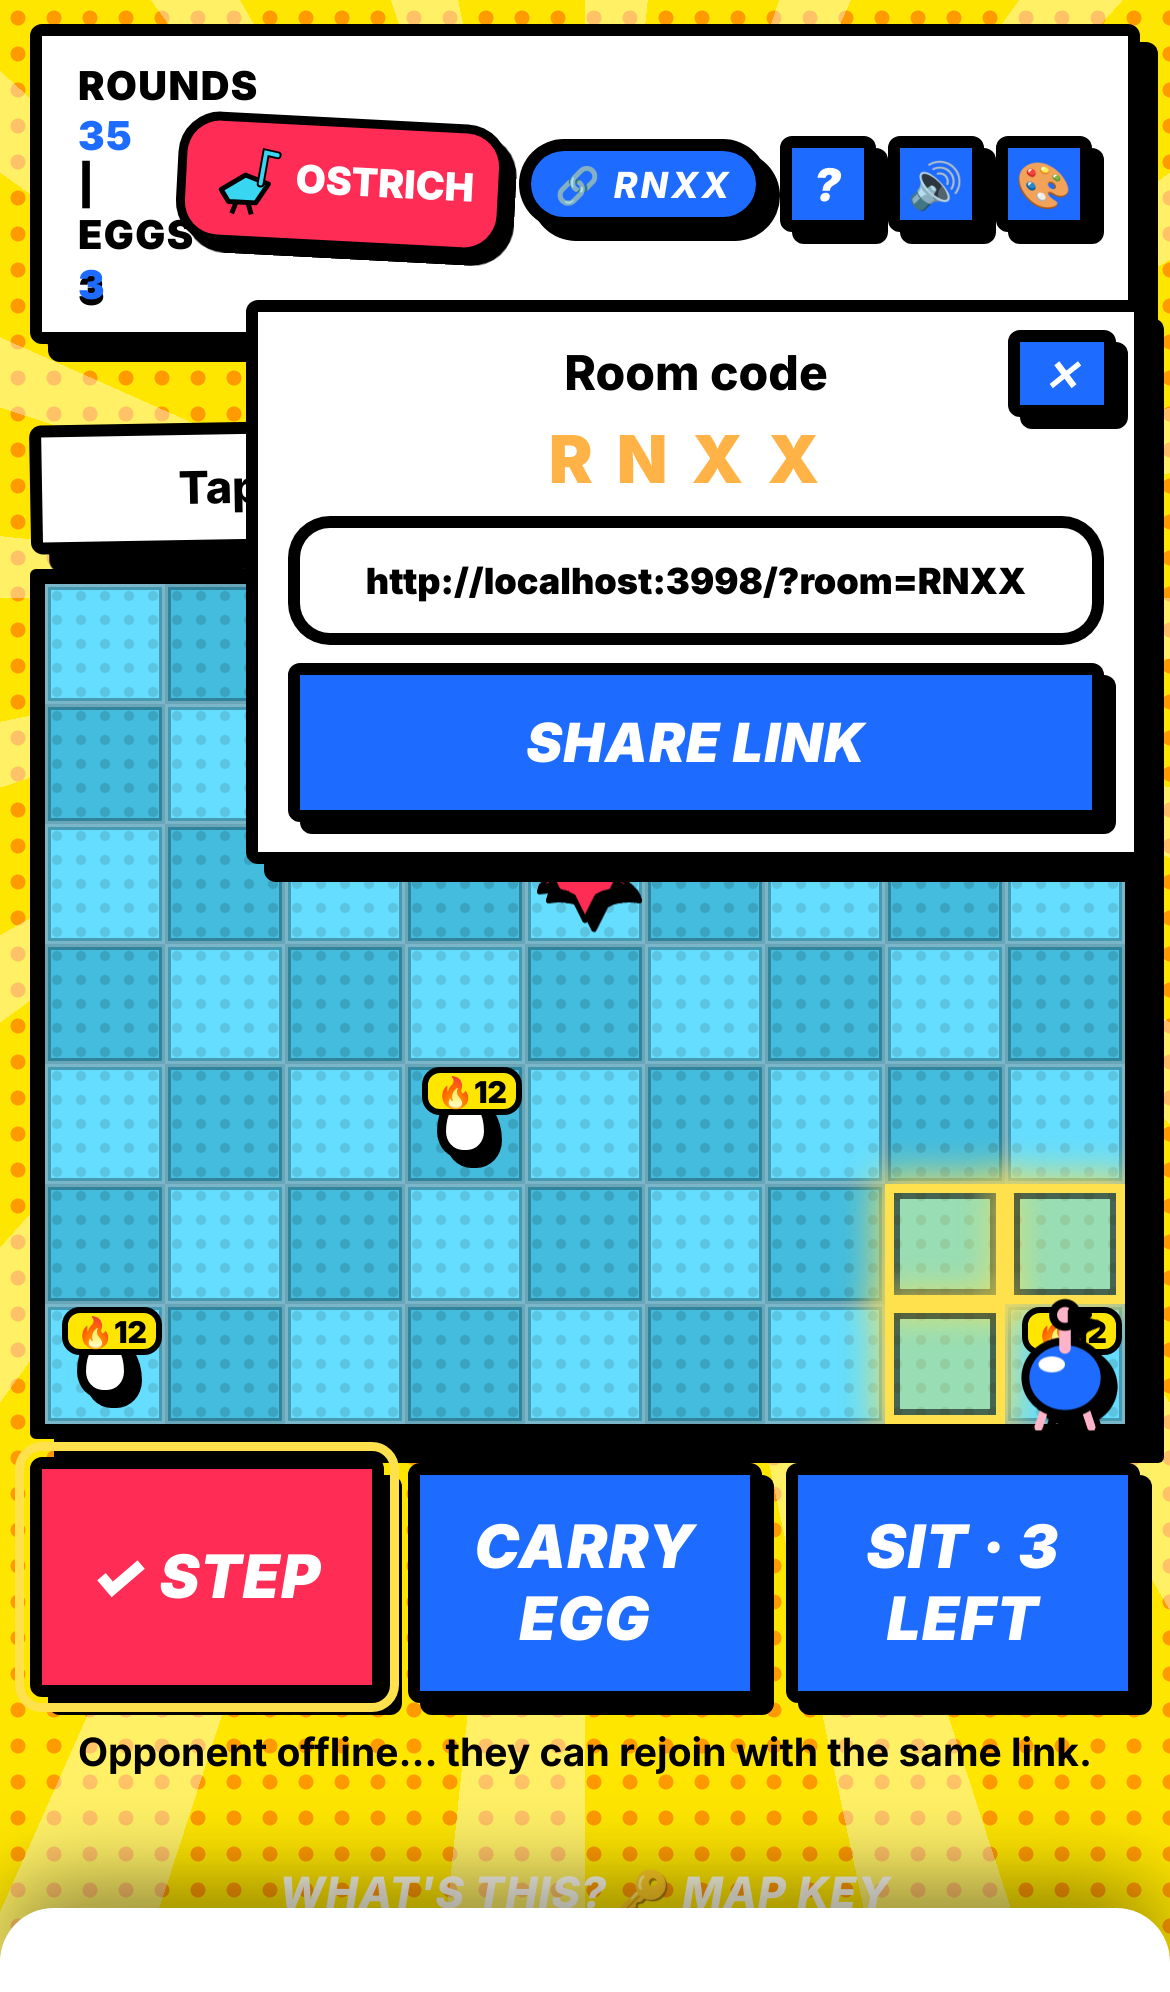 ROUNDS
35
|
EGGS
3
OSTRICH
RNXX
?
Room code
×
RNXX
Tap
http://localhost:3998/?room=RNXX
SHARE LINK
12
12
2
✓ STEP
CARRY
EGG
SIT · 3
LEFT
Opponent offline... they can rejoin with the same link.
WHAT'S THIS? 🔑 MAP KEY